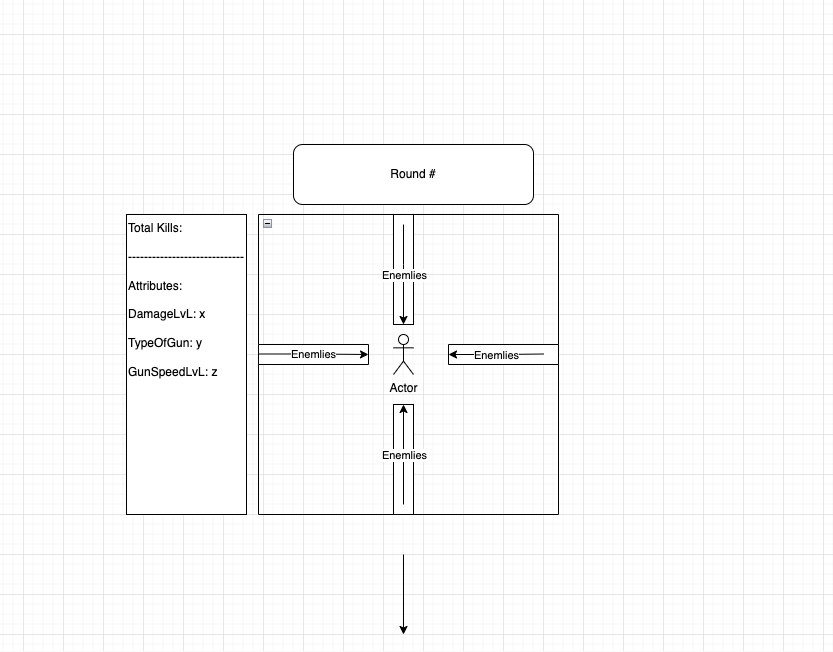 Round #
Total Kills:
-----------------------------
Attributes:
DamageLvL: x
TypeOfGun: y
GunSpeedLvL: z
Enemlies
Enemlies
Enemlies
Actor
Enemlies